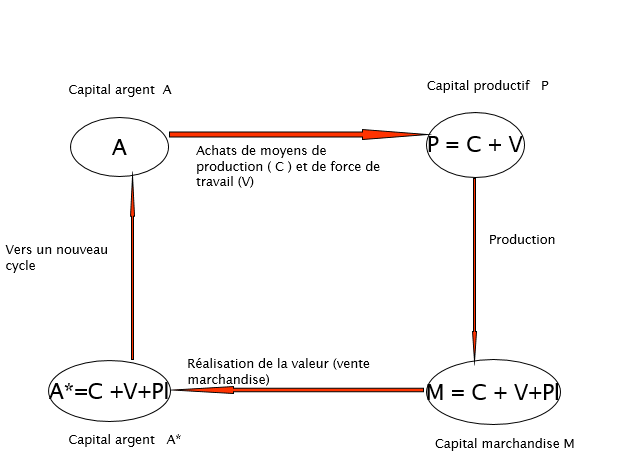 Capital argent A
Capital productif P
A
P = C + V
Achats de moyens de
production ( C ) et de force de
travail (V)
Production
Vers un nouveau
cycle
Réalisation de la valeur (vente
marchandise)
A*=C +V+Pl
M = C + V+Pl
Capital argent A*
Capital marchandise M